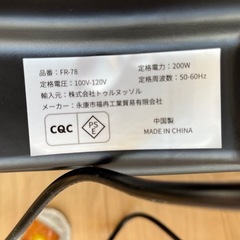 品番：FR-78
定格電力：200W
定格電圧：100V-120V
定格周波数：50-60Hz
輸入元：株式会社トゥルヌッソル
メーカー：永康市福冉工業貿易有限公司
CQC
PSE
中国製
MADE IN CHINA